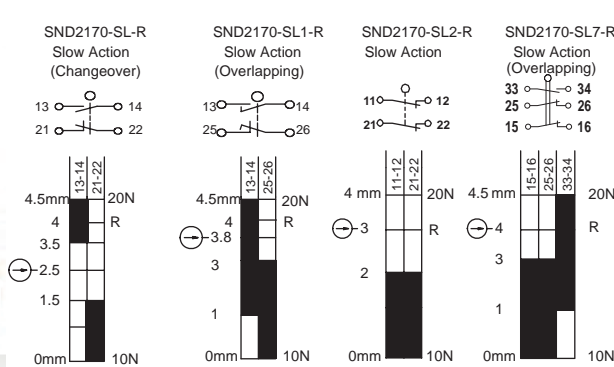 SND2170-SL-R
Slow Action
(Changeover)
13 14
21 22
13-14
21-22
4.5mm 20N
4 R
3.5
2.5
1.5
0mm 10N
SND2170-SL1-R
Slow Action
(Overlapping)
13 14
25 26
13-14
25-26
4.5mm 20N
4 R
3.8
3
1
0mm 10N
SND2170-SL2-R
Slow Action
11 12
21 22
11-12
21-22
4 mm 20N
3 R
2
0mm 10N
SND2170-SL7-R
Slow Action
(Overlapping)
33 34
25 26
15 16
15-16
25-26
33-34
4.5 mm 20N
4 R
3
1
0mm 10N